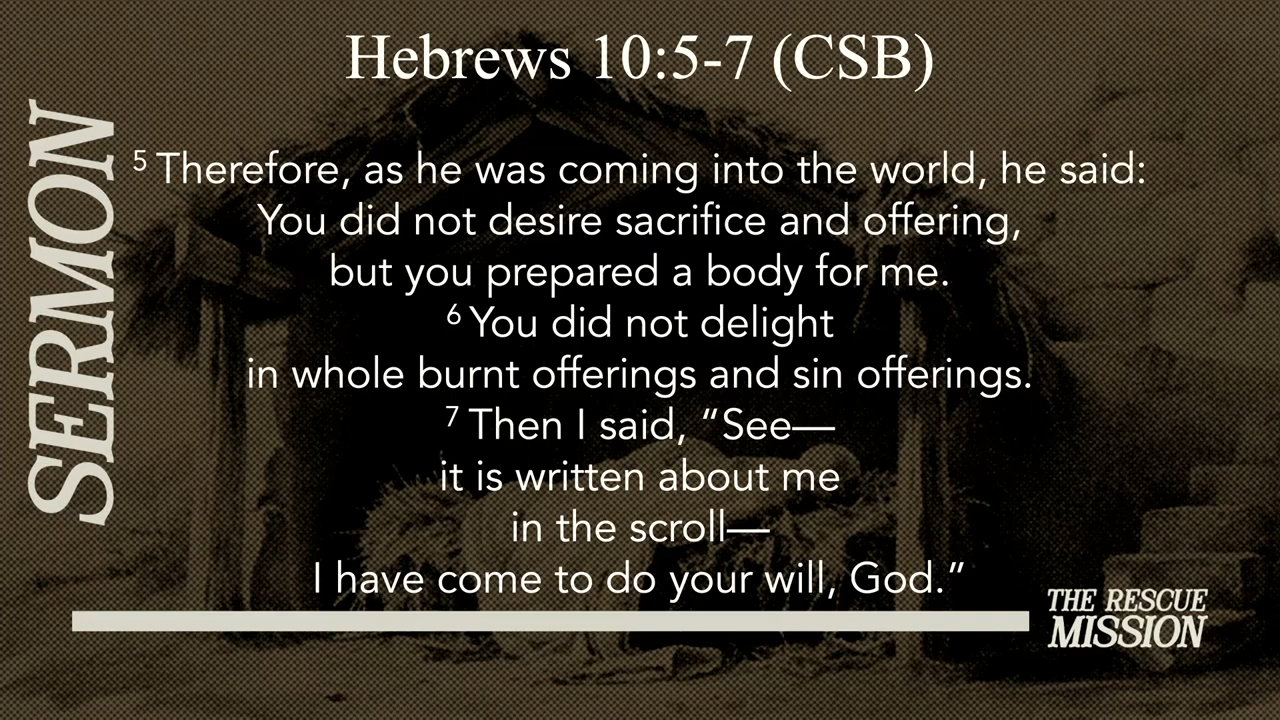 Hebrews 10:5-7 (CSB)
SERMON
5 Therefore, as he was coming into the world, he said:
You did not desire sacrifice and offering,
but you prepared a body for me.
6 You did not delight
in whole burnt offerings and sin offerings.
7 Then I said, “See—
it is written about me
in the scroll—
I have come to do your will, God.”
THE RESCUE
MISSION